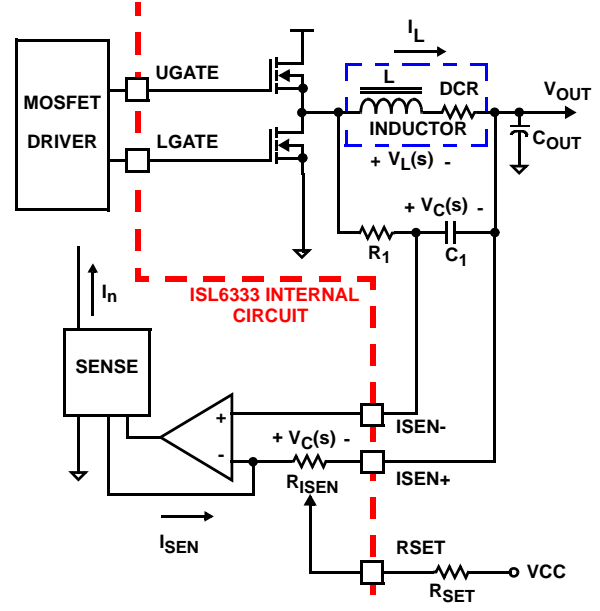 I_L
MOSFET
DRIVER
UGATE
LGATE
L
DCR
INDUCTOR
V_OUT
C_OUT
+ V_L(s) -
+ V_C(s) -
R_1
C_1
I_n
ISL6333 INTERNAL
CIRCUIT
SENSE
+
-
ISEN-
+ V_C(s) -
R_ISEN
ISEN+
I_SEN
RSET
R_SET
VCC